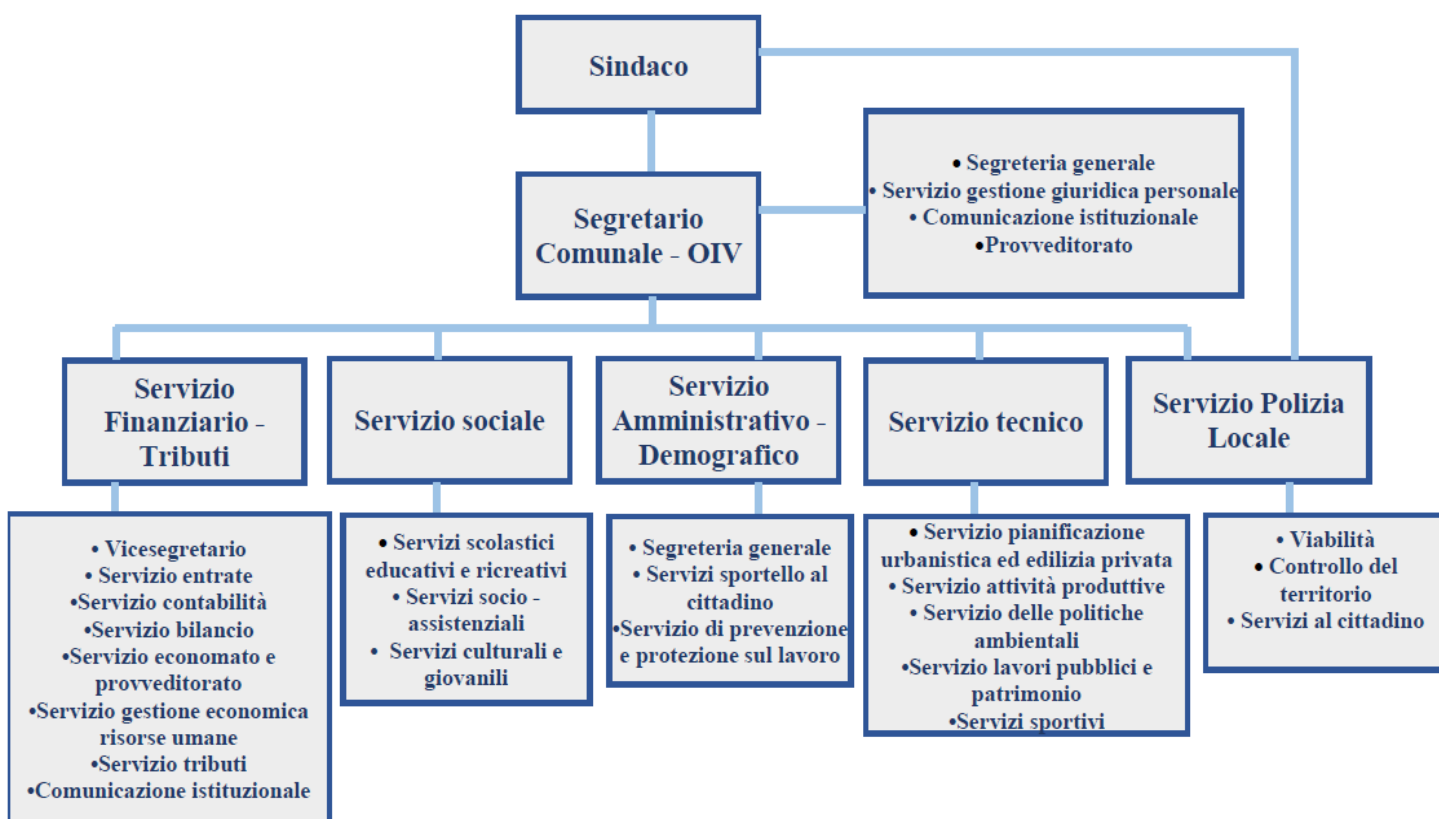 Sindaco
• Segreteria generale
• Servizio gestione giuridica personale
• Comunicazione istituzionale
•Provveditorato
Segretario
Comunale - OIV
Servizio
Finanziario -
Tributi
Servizio sociale
Servizio
Amministrativo -
Demografico
Servizio tecnico
Servizio Polizia
Locale
• Vicesegretario
• Servizio entrate
•Servizio contabilità
•Servizio bilancio
•Servizio economato e
provveditorato
•Servizio gestione economica
risorse umane
•Servizio tributi
•Comunicazione istituzionale
• Servizi scolastici
educativi e ricreativi
• Servizi socio -
assistenziali
• Servizi culturali e
giovanili
• Segreteria generale
• Servizi sportello al
cittadino
•Servizio di prevenzione
e protezione sul lavoro
• Servizio pianificazione
urbanistica ed edilizia privata
• Servizio attività produttive
• Servizio delle politiche
ambientali
•Servizio lavori pubblici e
patrimonio
•Servizi sportivi
• Viabilità
• Controllo del
territorio
• Servizi al cittadino